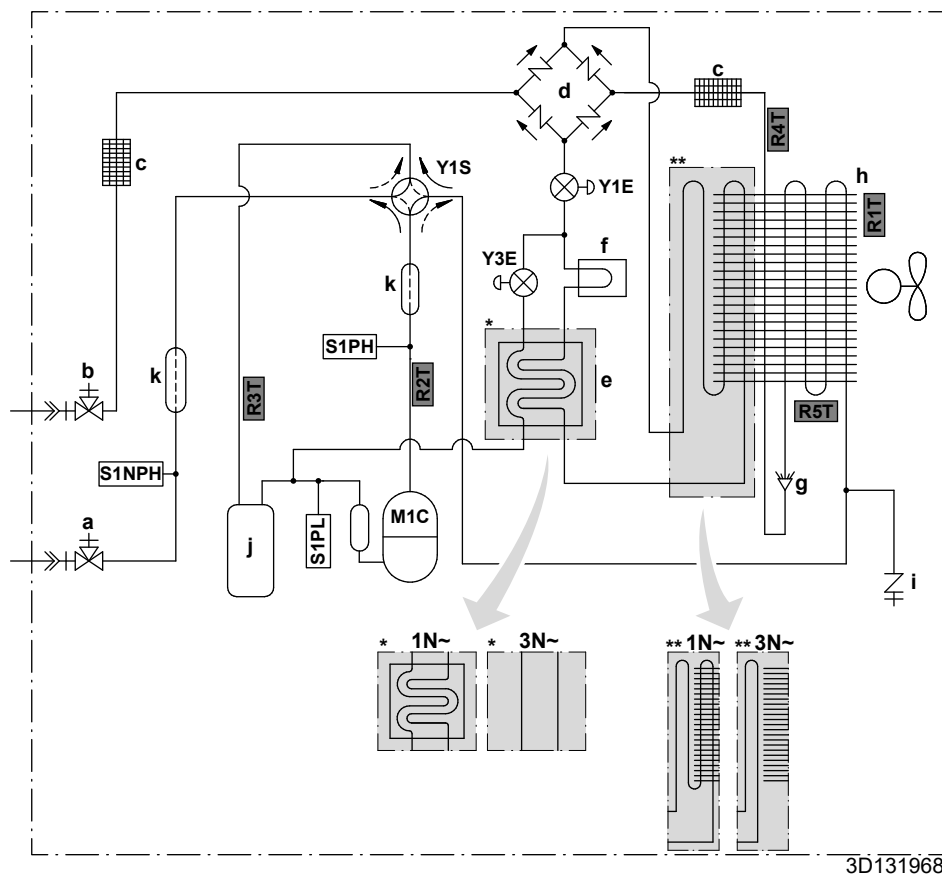 c
d
c
R4T
Y1S
**
h
Y1E
R1T
f
Y3E
k
*
S1PH
b
k
R3T
R2T
e
R5T
S1NPH
g
M1C
a
j
S1PL
i
* 1N~
* 3N~
** 1N~
** 3N~
3D131968